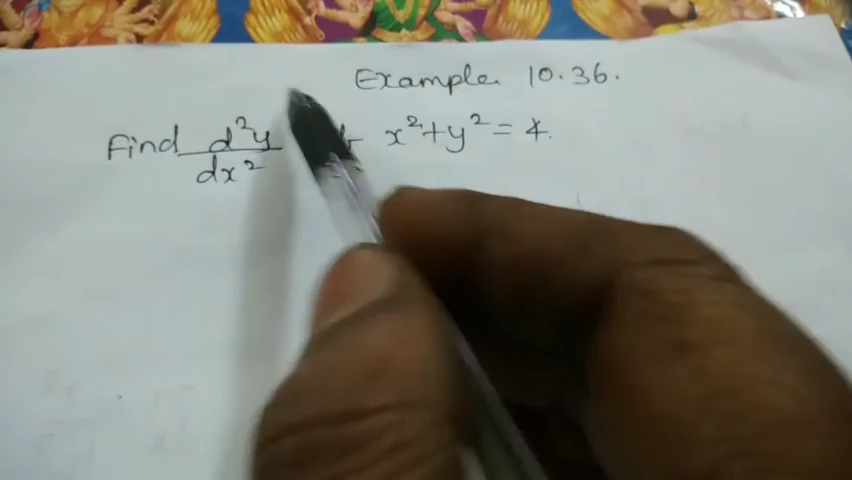 Example 10.36.
Find d²y/dx² x²+y² = 4.